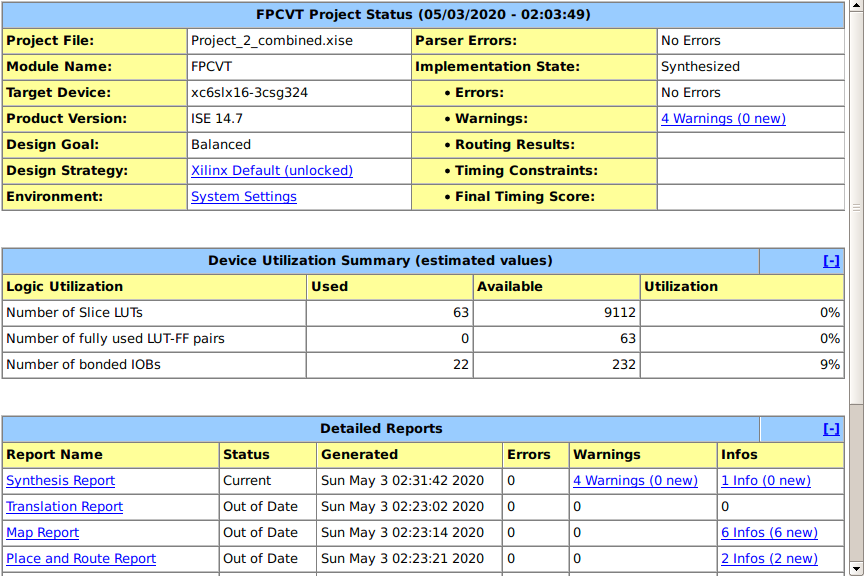 FPCVT Project Status (05/03/2020 - 02:03:49)
Project File: Project_2_combined.xise Parser Errors: No Errors
Module Name: FPCVT Implementation State: Synthesized
Target Device: xc6slx16-3csg324 • Errors: No Errors
Product Version: ISE 14.7 • Warnings: 4 Warnings (0 new)
Design Goal: Balanced • Routing Results:
Design Strategy: Xilinx Default (unlocked) • Timing Constraints:
Environment: System Settings • Final Timing Score:
Device Utilization Summary (estimated values) [-]
Logic Utilization Used Available Utilization
Number of Slice LUTs 63 9112 0%
Number of fully used LUT-FF pairs 0 63 0%
Number of bonded IOBs 22 232 9%
Detailed Reports [-]
Report Name Status Generated Errors Warnings Infos
Synthesis Report Current Sun May 3 02:31:42 2020 0 4 Warnings (0 new) 1 Info (0 new)
Translation Report Out of Date Sun May 3 02:23:02 2020 0 0 0
Map Report Out of Date Sun May 3 02:23:14 2020 0 0 6 Infos (6 new)
Place and Route Report Out of Date Sun May 3 02:23:21 2020 0 0 2 Infos (2 new)